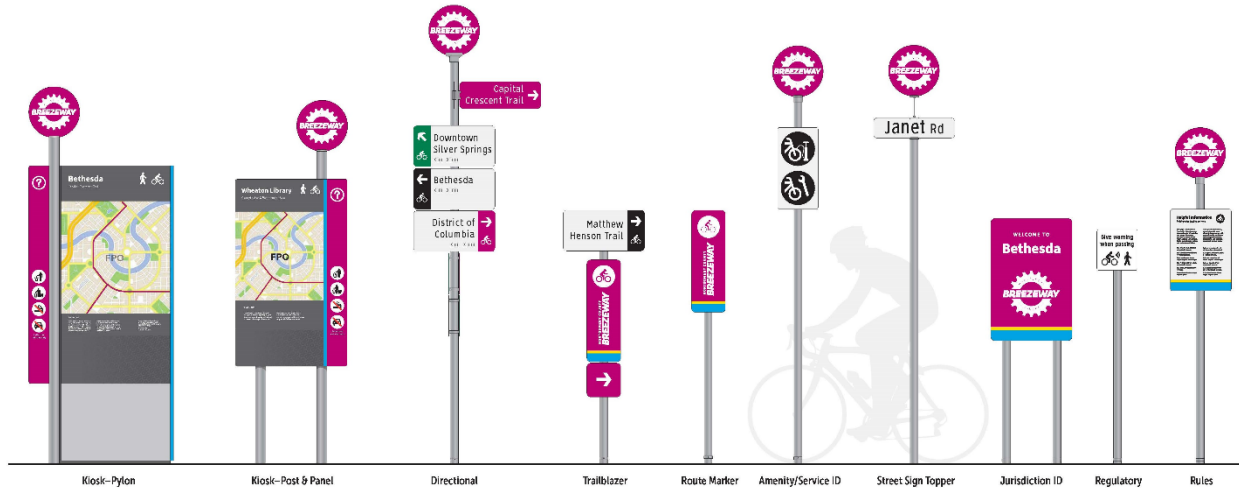 BREEZEWAY
Bethesda
?
FPO
Kiosk–Pylon
BREEZEWAY
Wheaton Library
?
FPO
Kiosk–Post & Panel
BREEZEWAY
Capital
Crescent Trail
Downtown
Silver Springs
Bethesda
District of
Columbia
Directional
Matthew
Henson Trail
BREEZEWAY
Trailblazer
BREEZEWAY
Route Marker
BREEZEWAY
Amenity/Service ID
BREEZEWAY
Janet Rd
Street Sign Topper
WELCOME TO
Bethesda
BREEZEWAY
Jurisdiction ID
Give warning
when passing
Regulatory
BREEZEWAY
Rules